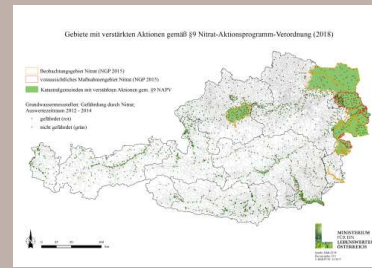 Gebiete mit verstärkten Aktionen gemäß §9 Nitrat-Aktionsprogramm-Verordnung (2018)
Beobachtungsgebiet Nitrat (NGP 2015)
voraussichtliches Maßnahmengebiet Nitrat (NGP 2015)
Katastralgemeinden mit verstärkten Aktionen gem. §9 NAPV
Grundwassermessstellen: Gefährdung durch Nitrat;
Auswertezeitraum 2012 - 2014
gefährdet (rot)
nicht gefährdet (grün)
MINISTERIUM
FÜR EIN
LEBENSWERTES
ÖSTERREICH